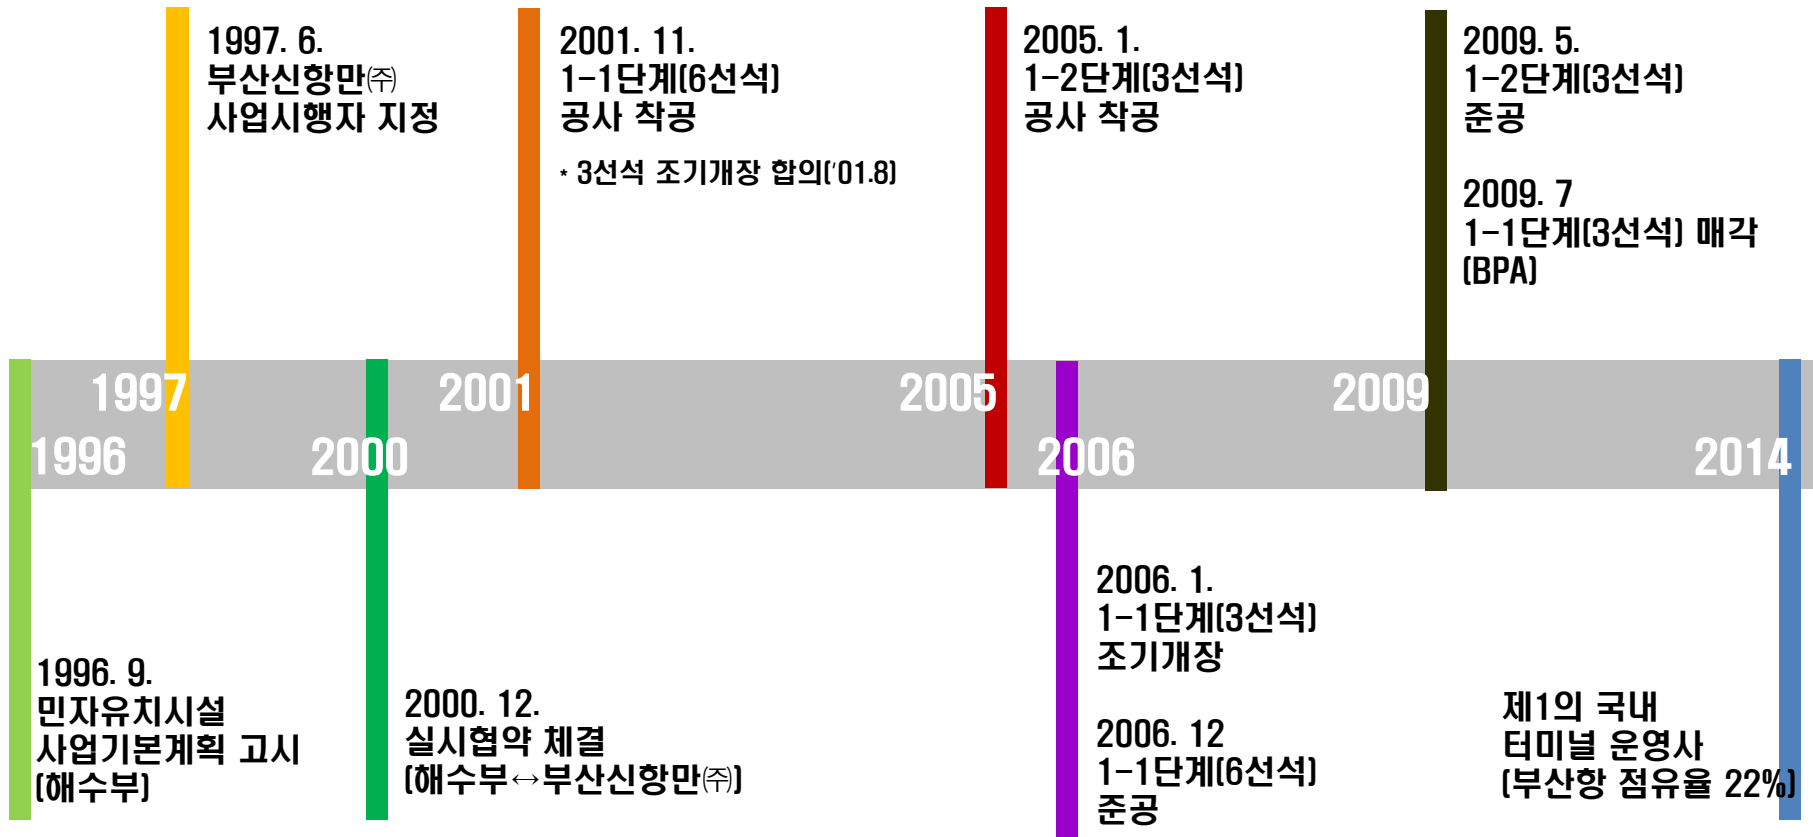 1997. 6.
부산신항만㈜
사업시행자 지정
2001. 11.
1-1단계(6선석)
공사 착공
* 3선석 조기개장 합의('01.8)
2005. 1.
1-2단계(3선석)
공사 착공
2009. 5.
1-2단계(3선석)
준공
2009. 7
1-1단계(3선석) 매각
(BPA)
1997
2001
2005
2009
1996
2000
2006
2014
1996. 9.
민자유치시설
사업기본계획 고시
(해수부)
2000. 12.
실시협약 체결
(해수부↔부산신항만㈜)
2006. 1.
1-1단계(3선석)
조기개장
2006. 12
1-1단계(6선석)
준공
제1의 국내
터미널 운영사
(부산항 점유율 22%)